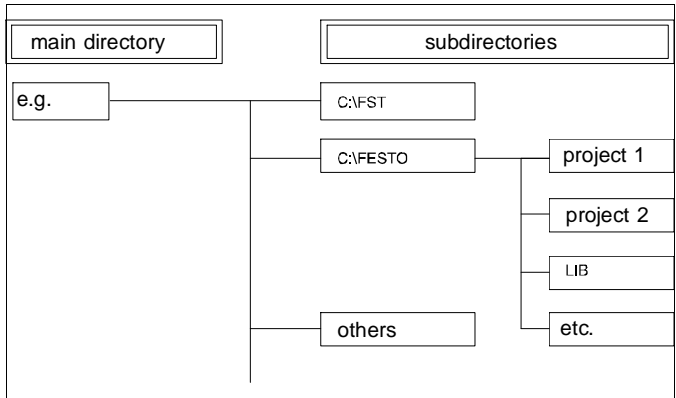 main directory
subdirectories
e.g.
C:\FST
C:\FESTO
project 1
project 2
LIB
others
etc.